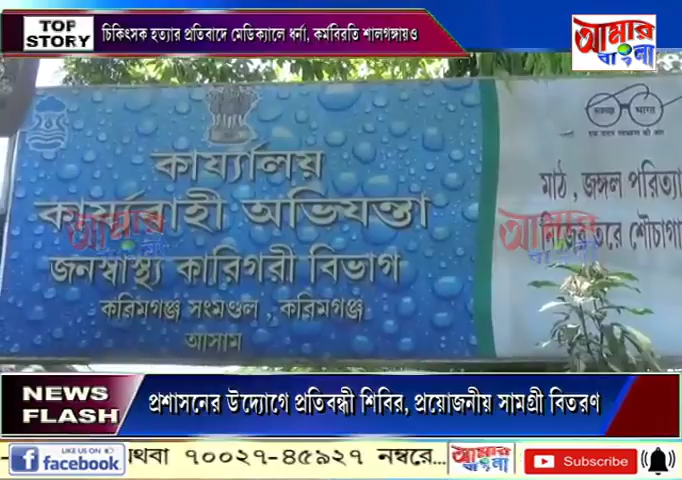 TOP STORY
চিকিৎসক হত্যার প্রতিবাদে মেডিক্যালে ধর্না, কর্মবিরতি শালগঙ্গায়ও
আমার বাংলা
কার্য্যালয়
কার্যবাহী অভিযন্তা
জনস্বাস্থ্য কারিগরী বিভাগ
করিমগঞ্জ সংমণ্ডল , করিমগঞ্জ
আসাম
মাঠ , জঙ্গল
NEWS FLASH
প্রশাসনের উদ্যোগে প্রতিবন্ধী শিবির, প্রয়োজনীয় সামগ্রী বিতরণ
LIKE US ON
facebook
অথবা ৭০০২৭-৪৫৯২৭ নম্বরে...
আমার বাংলা
Subscribe